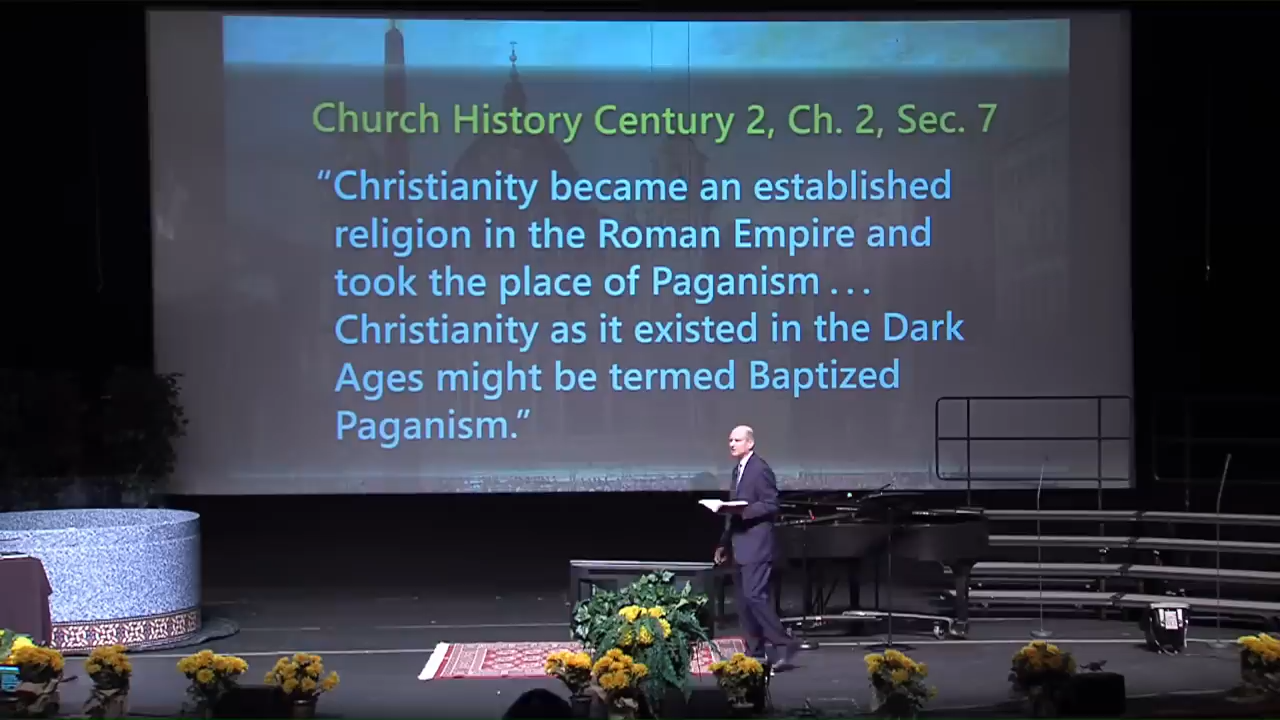 Church History Century 2, Ch. 2, Sec. 7
“Christianity became an established
religion in the Roman Empire and
took the place of Paganism . . .
Christianity as it existed in the Dark
Ages might be termed Baptized
Paganism.”